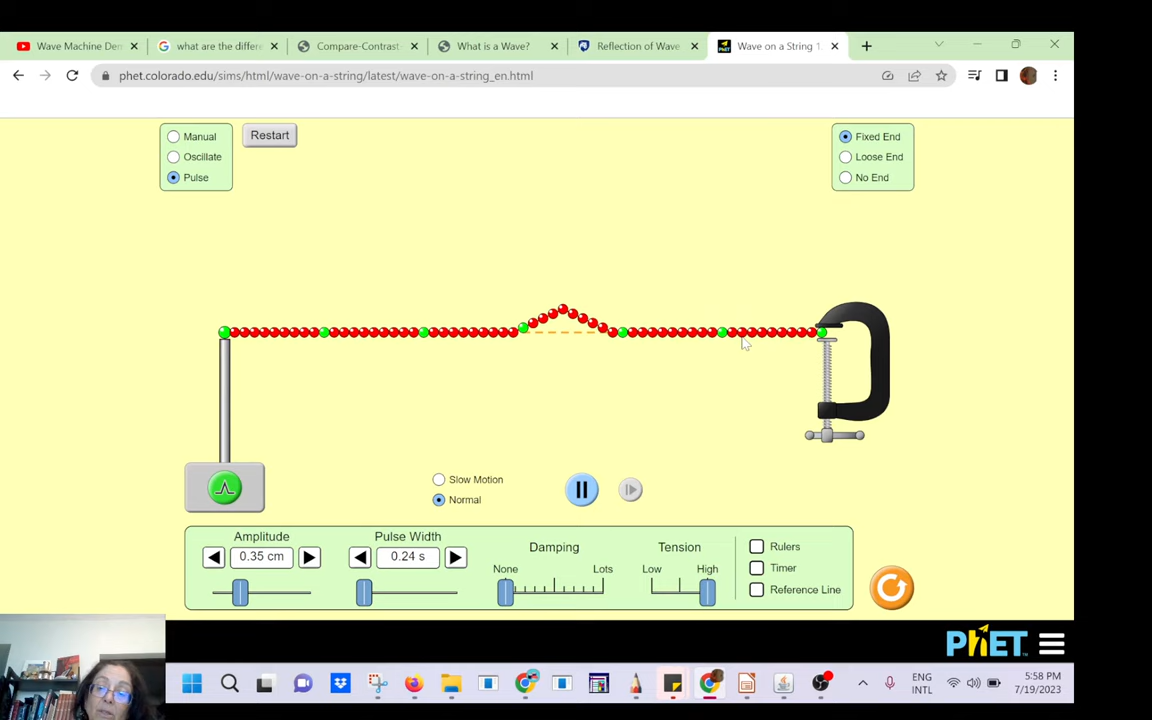 Wave Machine Dem
what are the differe
Compare-Contrast-
What is a Wave?
Reflection of Wave
Wave on a String 1
phet.colorado.edu/sims/html/wave-on-a-string/latest/wave-on-a-string_en.html
Manual
Oscillate
Pulse
Restart
Fixed End
Loose End
No End
Slow Motion
Normal
Amplitude
0.35 cm
Pulse Width
0.24 s
Damping
None
Lots
Tension
Low
High
Rulers
Timer
Reference Line
PhET
ENG
INTL
5:58 PM
7/19/2023